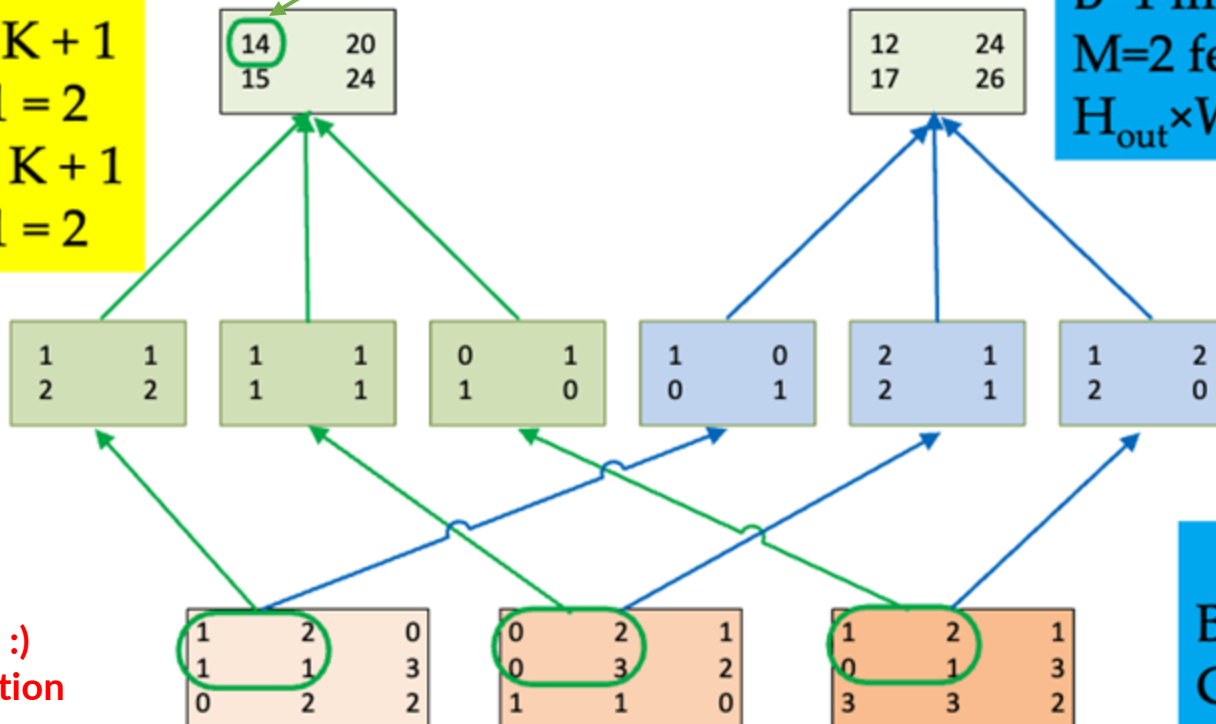 K + 1
1 = 2
K + 1
1 = 2
14 20
15 24
12 24
17 26
M=2 fe
H_out×W
1 1
2 2
1 1
1 1
0 1
1 0
1 0
0 1
2 1
2 1
1 2
2 0
:)
tion
1 2 0
1 1 3
0 2 2
0 2 1
0 3 2
1 1 0
1 2 1
0 1 3
3 3 2
B